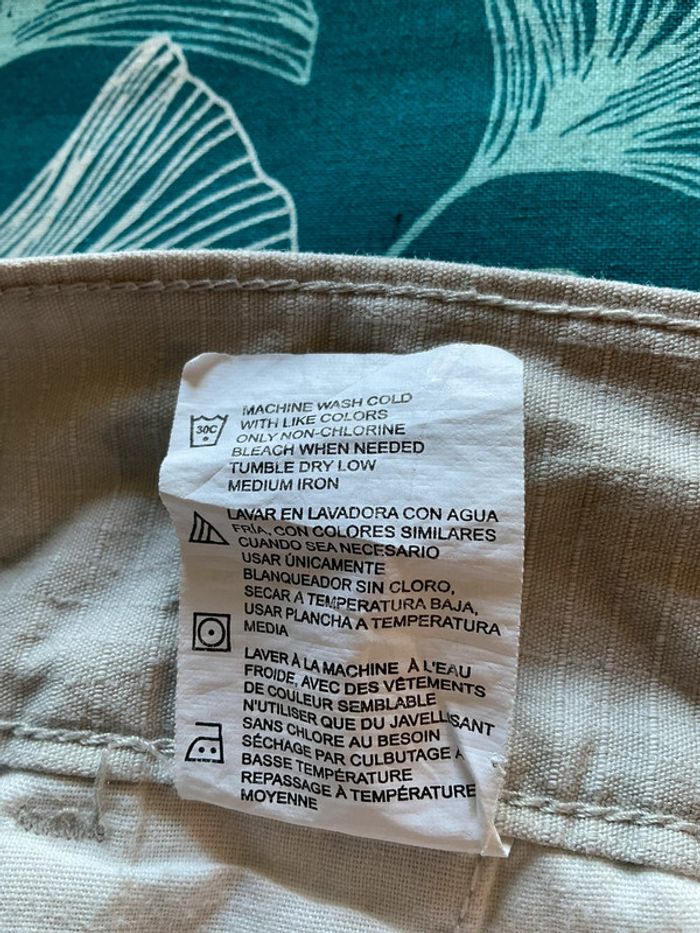 30C
MACHINE WASH COLD
WITH LIKE COLORS
ONLY NON-CHLORINE
BLEACH WHEN NEEDED
TUMBLE DRY LOW
MEDIUM IRON
LAVAR EN LAVADORA CON AGUA
FRÍA, CON COLORES SIMILARES
CUANDO SEA NECESARIO
USAR ÚNICAMENTE
BLANQUEADOR SIN CLORO,
SECAR A TEMPERATURA BAJA,
USAR PLANCHA A TEMPERATURA
MEDIA
LAVER À LA MACHINE À L'EAU
FROIDE, AVEC DES VÊTEMENTS
DE COULEUR SEMBLABLE
N'UTILISER QUE DU JAVELLISANT
SANS CHLORE AU BESOIN
SÉCHAGE PAR CULBUTAGE À
BASSE TEMPÉRATURE
REPASSAGE À TEMPÉRATURE
MOYENNE